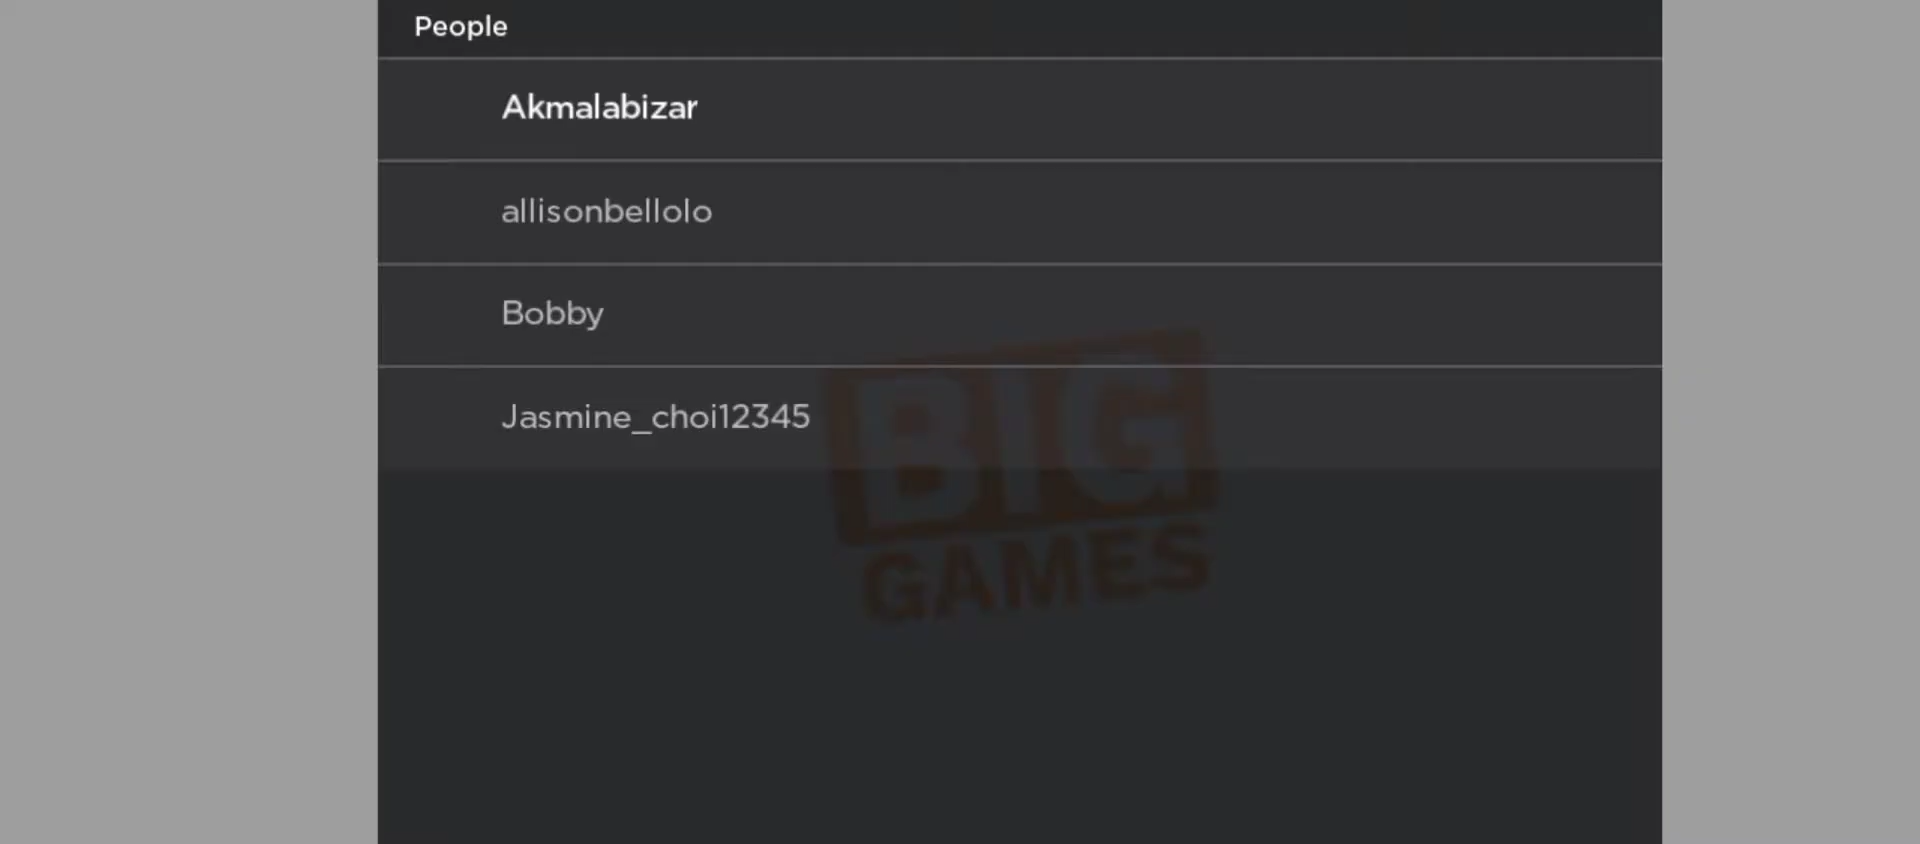 People
Akmalabizar
allisonbellolo
Bobby
Jasmine_choi12345
BIG
GAMES